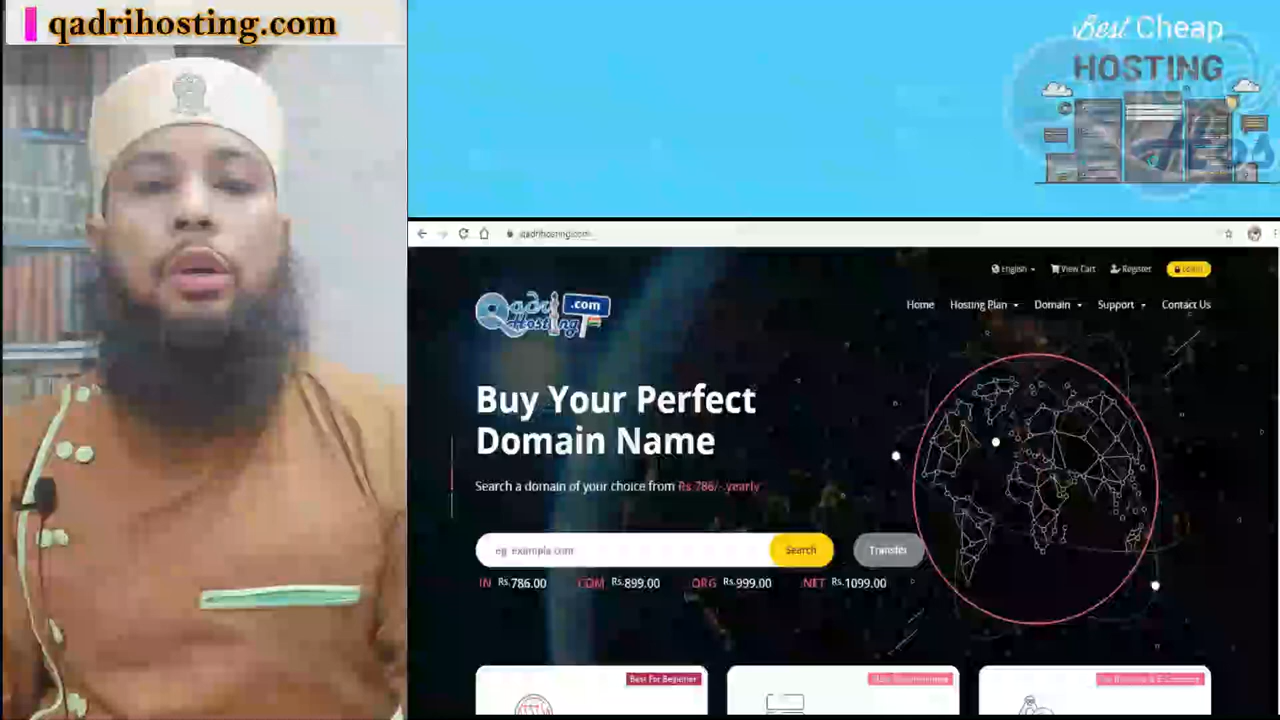 qadrihosting.com
Best Cheap
HOSTING
qadrihosting.com
English
View Cart
Register
Login
Qadri .com
Hosting
Home
Hosting Plan
Domain
Support
Contact Us
Buy Your Perfect
Domain Name
Search a domain of your choice from Rs 786/- yearly
eg. example.com
Search
Transfer
IN Rs.786.00
COM Rs.899.00
ORG Rs.999.00
NET Rs.1099.00
Best For Beginner